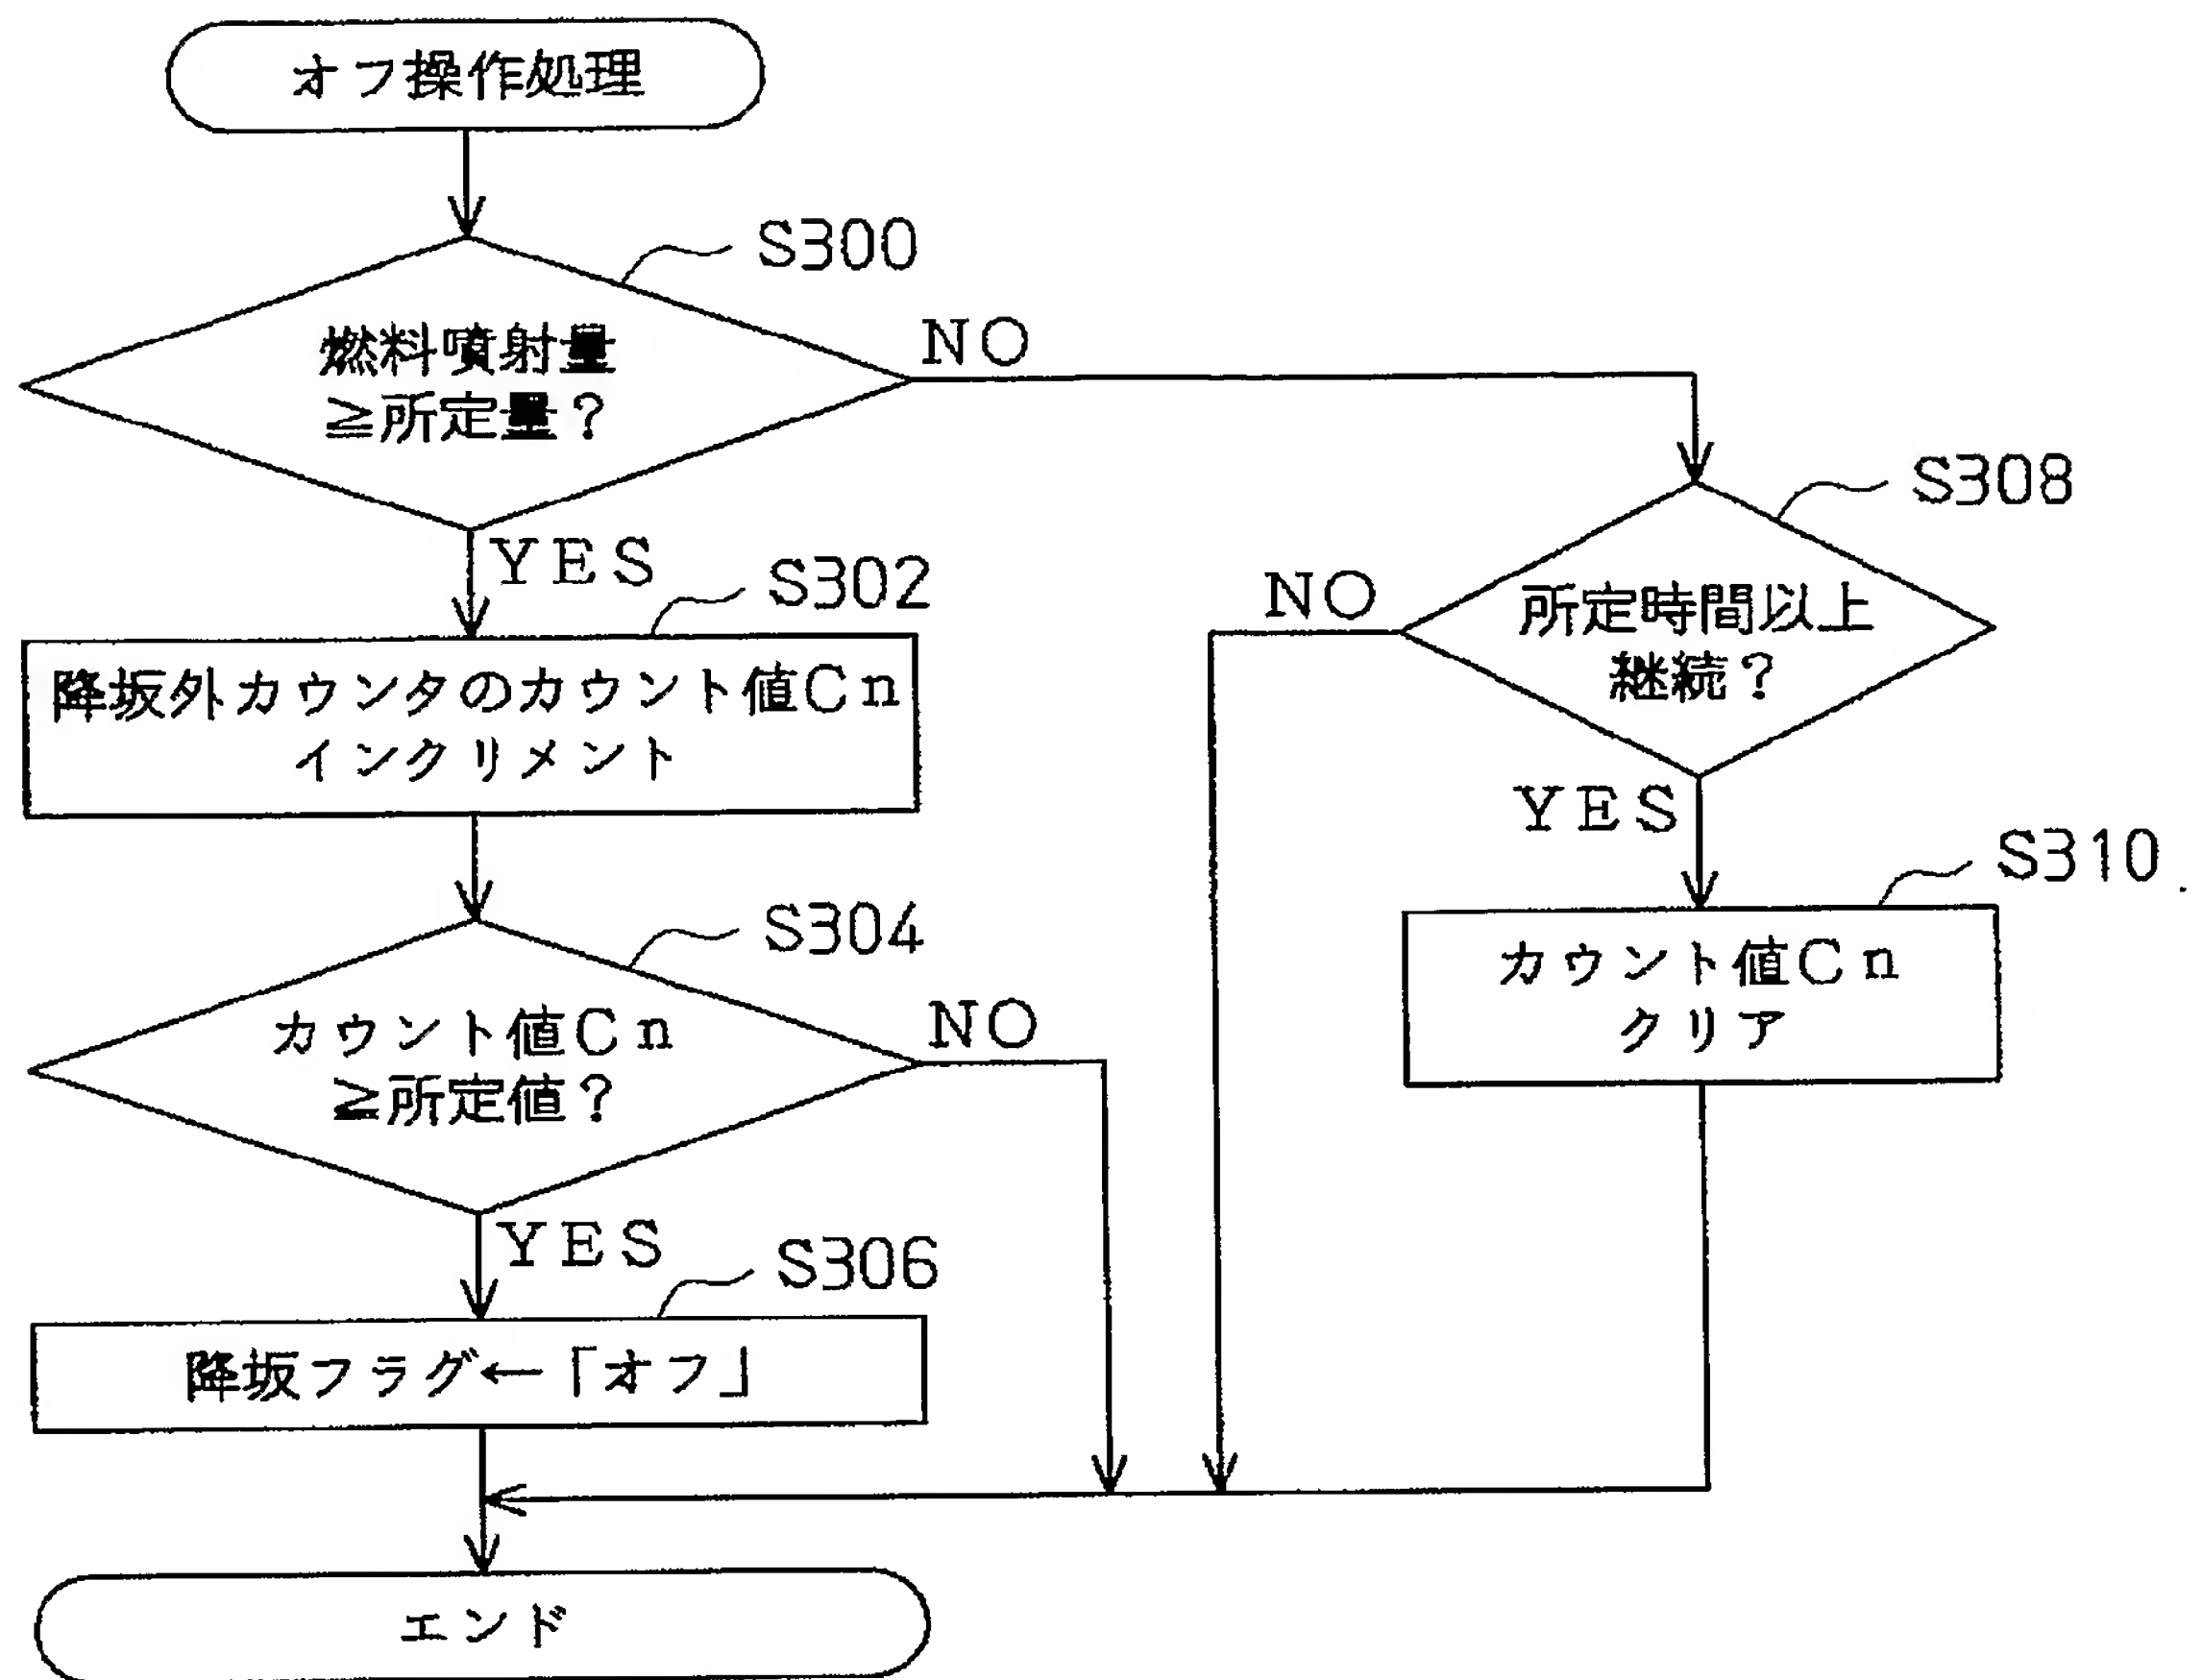 オフ操作処理
S300
燃料噴射量
≧所定量？
NO
YES
S302
降坂外カウンタのカウント値Cn
インクリメント
S304
カウント値Cn
≧所定値？
NO
YES
S306
降坂フラグ←「オフ」
S308
所定時間以上
継続？
NO
YES
S310
カウント値Cn
クリア
エンド